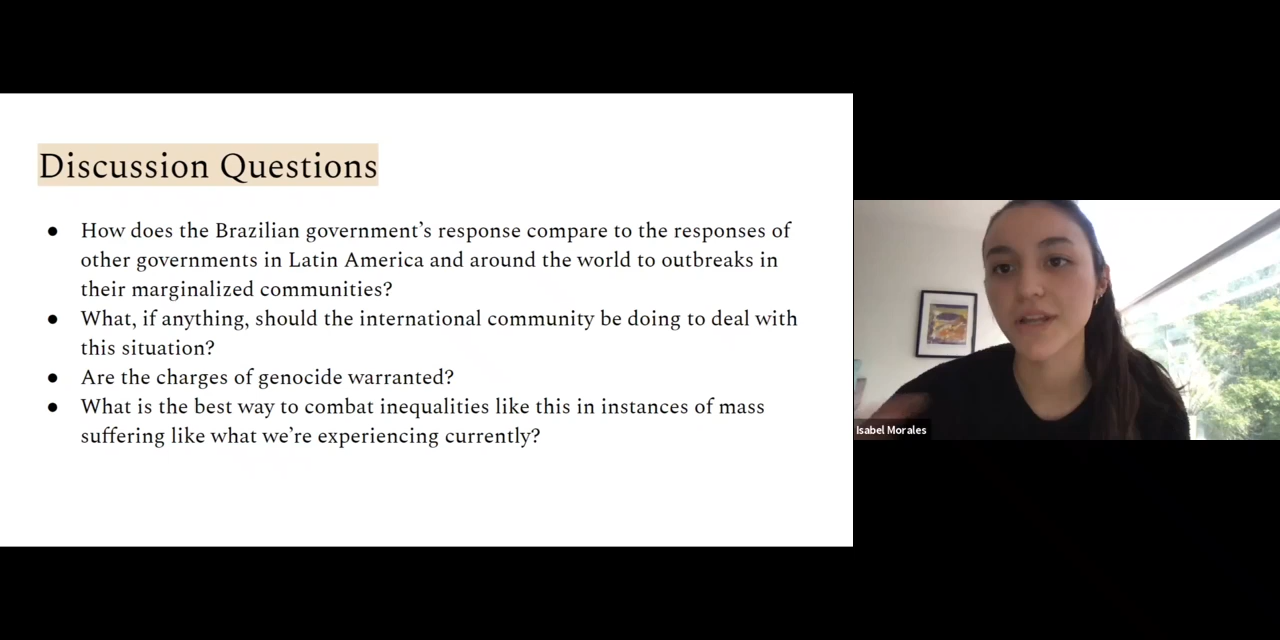 Discussion Questions
● How does the Brazilian government’s response compare to the responses of
other governments in Latin America and around the world to outbreaks in
their marginalized communities?
● What, if anything, should the international community be doing to deal with
this situation?
● Are the charges of genocide warranted?
● What is the best way to combat inequalities like this in instances of mass
suffering like what we’re experiencing currently?
Isabel Morales